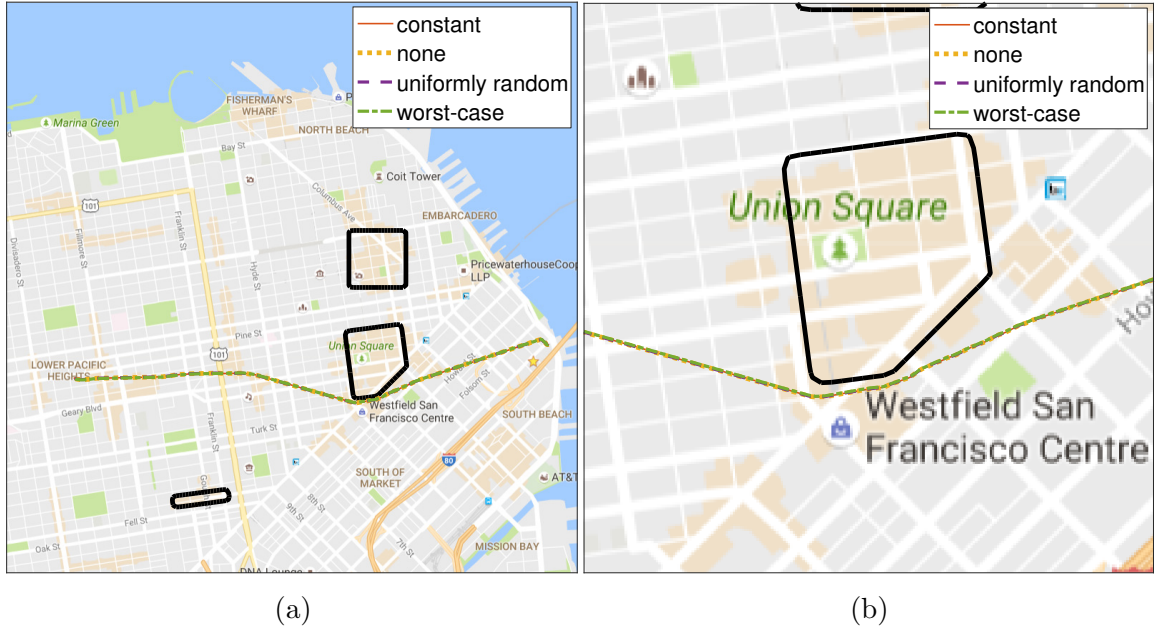 constant
none
uniformly random
worst-case
FISHERMAN'S
WHARF
Marina Green
NORTH BEACH
Bay St
Coit Tower
Columbus Ave
101
EMBARCADERO
Divisadero St
Fillmore St
Franklin St
Hyde St
PricewaterhouseCoop
LLP
Pine St
Union Square
101
LOWER PACIFIC
HEIGHTS
Geary Blvd
Folsom St
Westfield San
Francisco Centre
SOUTH BEACH
Franklin St
Turk St
80
SOUTH OF
MARKET
AT&T
8th St
9th St
Fell St
Oak St
7th St
MISSION BAY
DNA Lounge
(a)
constant
none
uniformly random
worst-case
Union Square
How
Westfield San
Francisco Centre
(b)